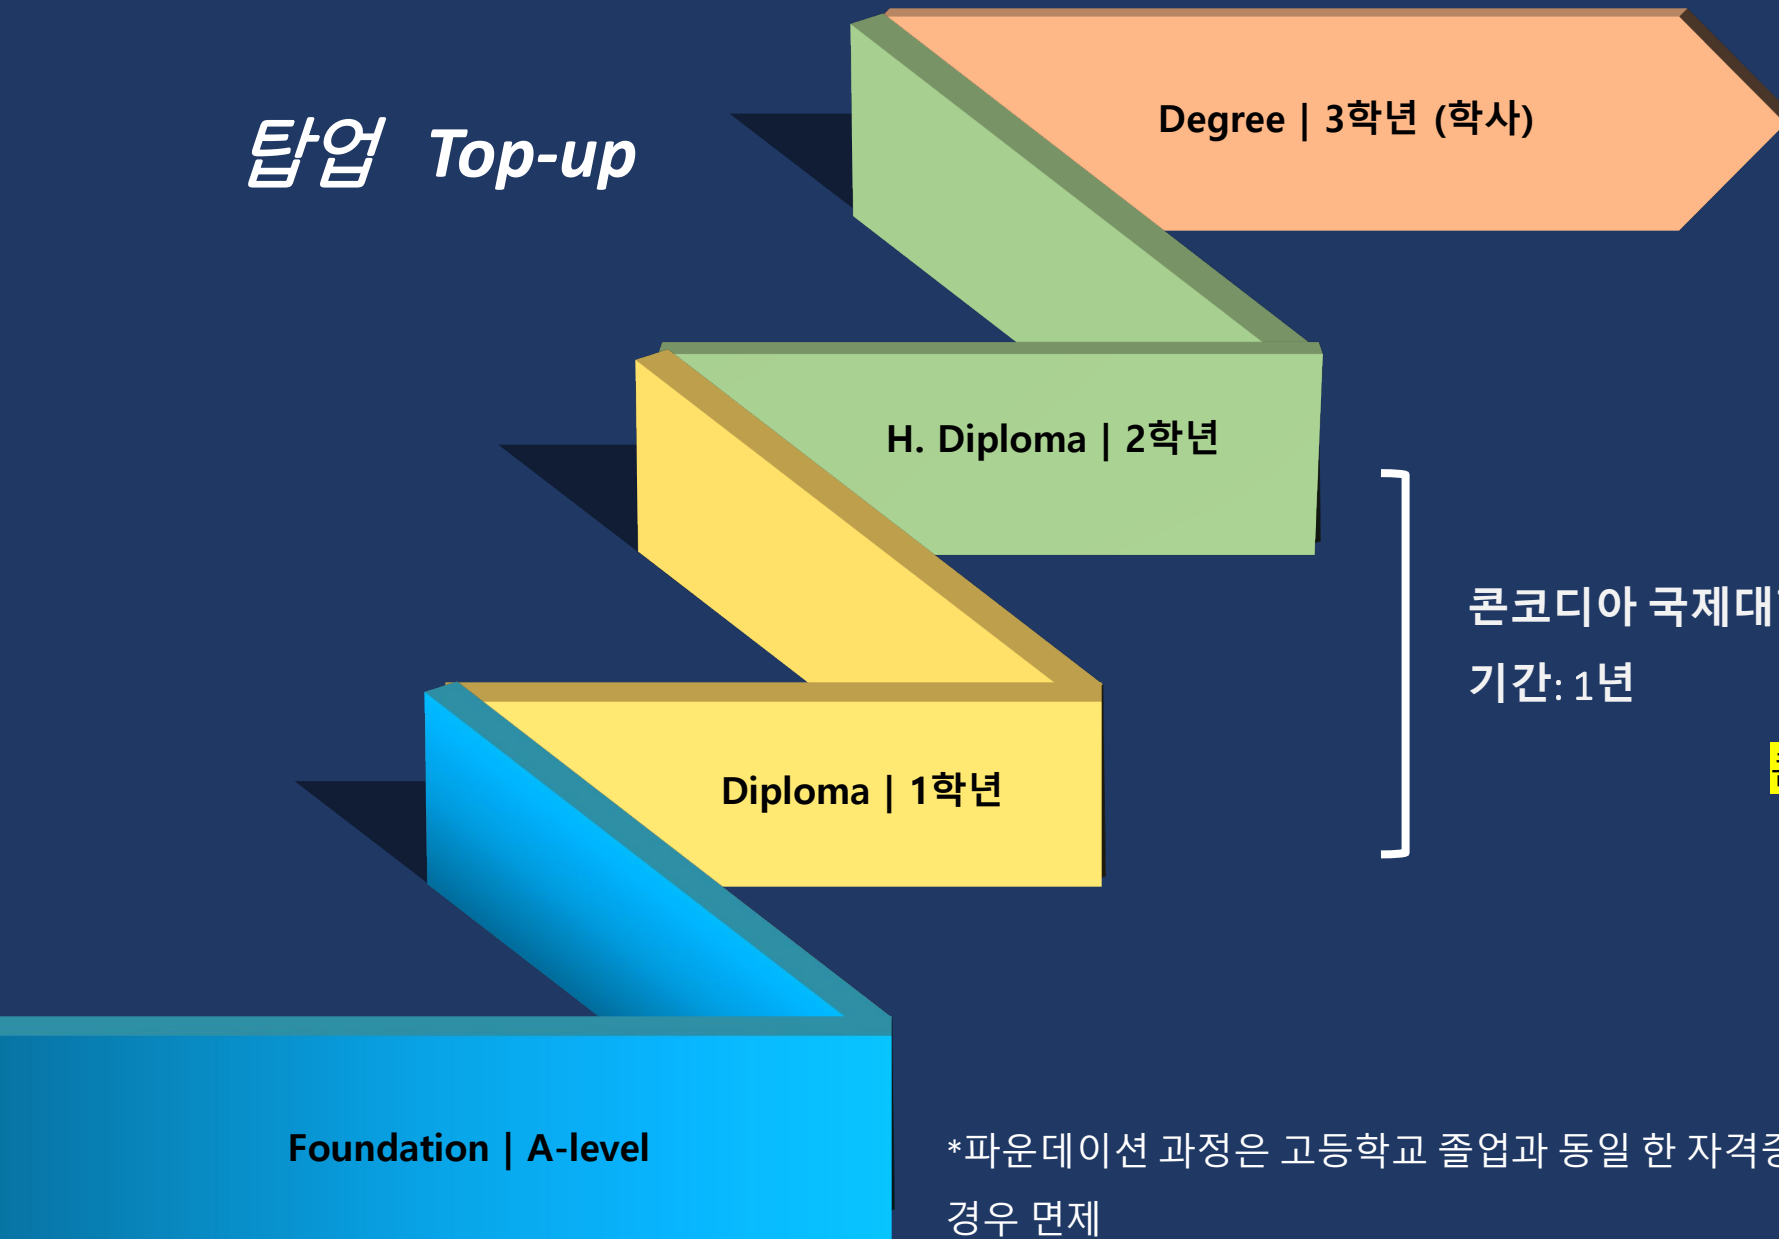 Degree | 3학년 (학사)
탑업 Top-up
H. Diploma | 2학년
콘코디아 국제대
기간: 1년
Diploma | 1학년
Foundation | A-level
*파운데이션 과정은 고등학교 졸업과 동일 한
경우 면제